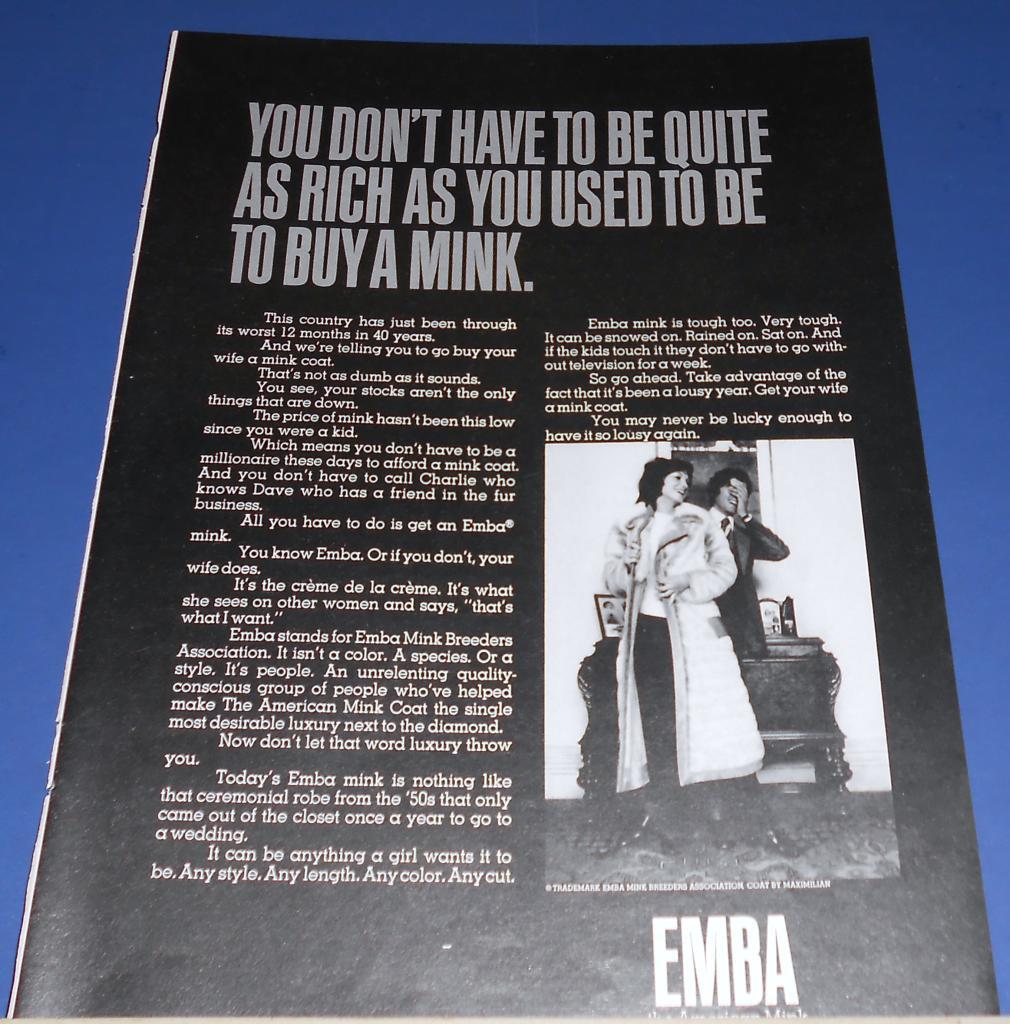 YOU DON'T HAVE TO BE QUITE
AS RICH AS YOU USED TO BE
TO BUY A MINK.
This country has just been through
its worst 12 months in 40 years.
And we're telling you to go buy your
wife a mink coat.
That's not as dumb as it sounds.
You see, your stocks aren't the only
things that are down.
The price of mink hasn't been this low
since you were a kid.
Which means you don't have to be a
millionaire these days to afford a mink coat.
And you don't have to call Charlie who
knows Dave who has a friend in the fur
business.
All you have to do is get an Emba®
mink.
You know Emba. Or if you don't, your
wife does.
It's the crème de la crème. It's what
she sees on other women and says, "that's
what I want."
Emba stands for Emba Mink Breeders
Association. It isn't a color. A species. Or a
style. It's people. An unrelenting quality-
conscious group of people who've helped
make The American Mink Coat the single
most desirable luxury next to the diamond.
Now don't let that word luxury throw
you.
Today's Emba mink is nothing like
that ceremonial robe from the '50s that only
came out of the closet once a year to go to
a wedding.
It can be anything a girl wants it to
be. Any style. Any length. Any color. Any cut.
Emba mink is tough too. Very tough.
It can be snowed on. Rained on. Sat on. And
if the kids touch it they don't have to go with-
out television for a week.
So go ahead. Take advantage of the
fact that it's been a lousy year. Get your wife
a mink coat.
You may never be lucky enough to
have it so lousy again.
® TRADEMARK EMBA MINK BREEDERS ASSOCIATION, COAT BY MAXIMILIAN
EMBA